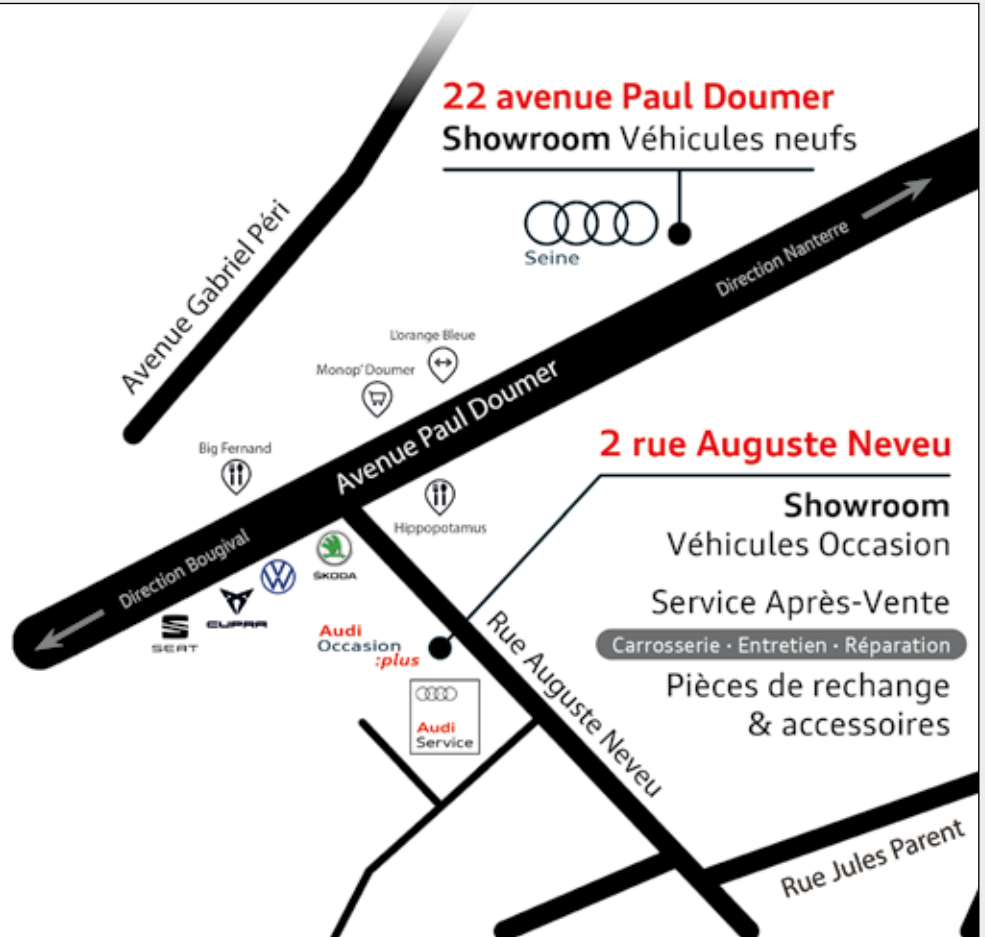 22 avenue Paul Doumer
Showroom Véhicules neufs
Seine
Direction Nanterre
Avenue Gabriel Péri
L'orange Bleue
Monop' Doumer
Avenue Paul Doumer
Big Fernand
Hippopotamus
Direction Bougival
ŠKODA
CUPRA
SEAT
2 rue Auguste Neveu
Showroom
Véhicules Occasion
Service Après-Vente
Carrosserie · Entretien · Réparation
Pièces de rechange
& accessoires
Audi
Occasion
:plus
Audi
Service
Rue Auguste Neveu
Rue Jules Parent